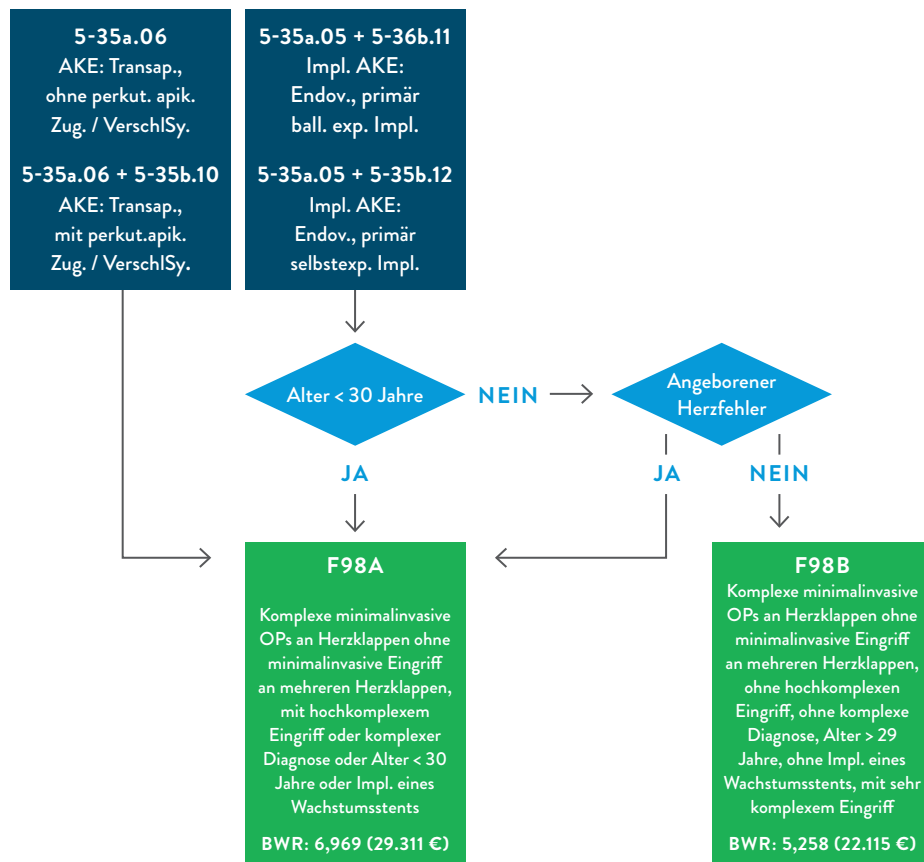 5-35a.06
AKE: Transap.,
ohne perkut. apik.
Zug. / VerschlSy.
5-35a.06 + 5-35b.10
AKE: Transap.,
mit perkut.apik.
Zug. / VerschlSy.
5-35a.05 + 5-36b.11
Impl. AKE:
Endov., primär
ball. exp. Impl.
5-35a.05 + 5-35b.12
Impl. AKE:
Endov., primär
selbstexp. Impl.
Alter < 30 Jahre
NEIN
Angeborener
Herzfehler
JA
JA
NEIN
F98A
Komplexe minimalinvasive
OPs an Herzklappen ohne
minimalinvasive Eingriff
an mehreren Herzklappen,
mit hochkomplexem
Eingriff oder komplexer
Diagnose oder Alter < 30
Jahre oder Impl. eines
Wachstumsstents
BWR: 6,969 (29.311 €)
F98B
Komplexe minimalinvasive
OPs an Herzklappen ohne
minimalinvasive Eingriff
an mehreren Herzklappen,
ohne hochkomplexen
Eingriff, ohne komplexe
Diagnose, Alter > 29
Jahre, ohne Impl. eines
Wachstumsstents, mit sehr
komplexem Eingriff
BWR: 5,258 (22.115 €)